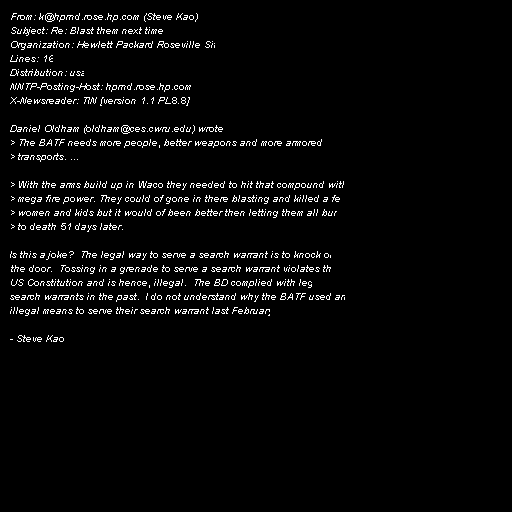 From: k@hprnd.rose.hp.com (Steve Kao)
Subject: Re: Blast them next time
Organization: Hewlett Packard Roseville
Lines: 16
Distribution: usa
NNTP-Posting-Host: hprnd.rose.hp.com
X-Newsreader: TIN [version 1.1 PL8.8]
Daniel Oldham (oldham@ces.cwru.edu) wrote
> The BATF needs more people, better weapons and more armored
> transports. ...
> With the arms build up in Waco they needed to hit that compound with
> mega fire power. They could of gone in there blasting and killed a fe
> women and kids but it would of been better then letting them all bur
> to death 51 days later.
Is this a joke? The legal way to serve a search warrant is to knock o
the door. Tossing in a grenade to serve a search warrant violates th
US Constitution and is hence, illegal. The BD complied with leg
search warrants in the past. I do not understand why the BATF used an
illegal means to serve their search warrant last February
- Steve Kao